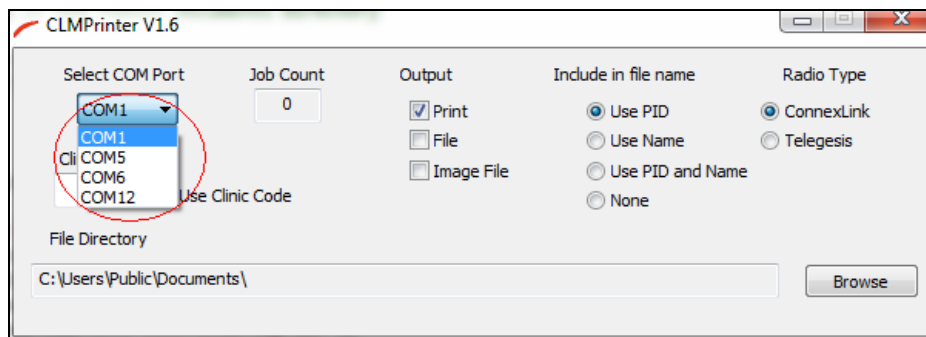 CLMPrinter V1.6
Select COM Port
Job Count
Output
Include in file name
Radio Type
COM1
0
Print
Use PID
ConnexLink
COM1
File
Use Name
Telegesis
COM5
Cli
COM6
Image File
Use PID and Name
COM12
Use Clinic Code
None
File Directory
C:\Users\Public\Documents\
Browse